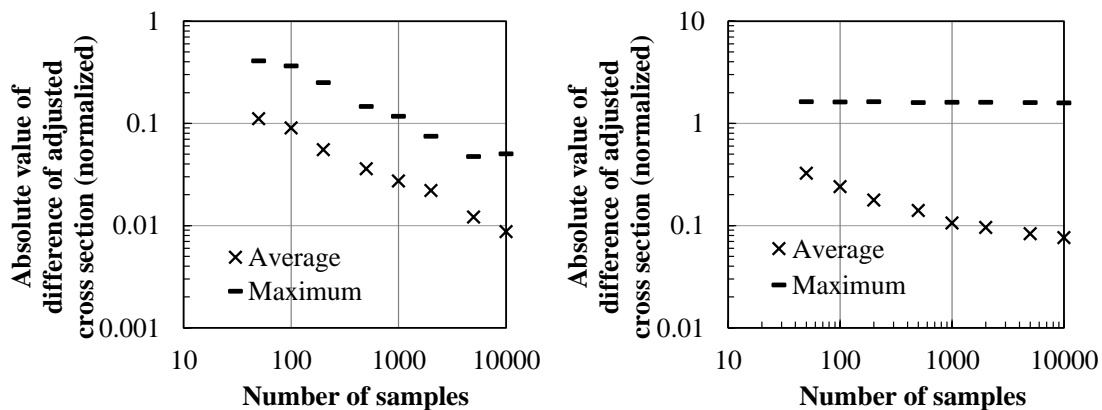 Absolute value of
difference of adjusted
cross section (normalized)
1
0.1
0.01
0.001
Average
Maximum
10
100
1000
10000
Number of samples
Absolute value of
difference of adjusted
cross section (normalized)
10
1
0.1
0.01
Average
Maximum
10
100
1000
10000
Number of samples